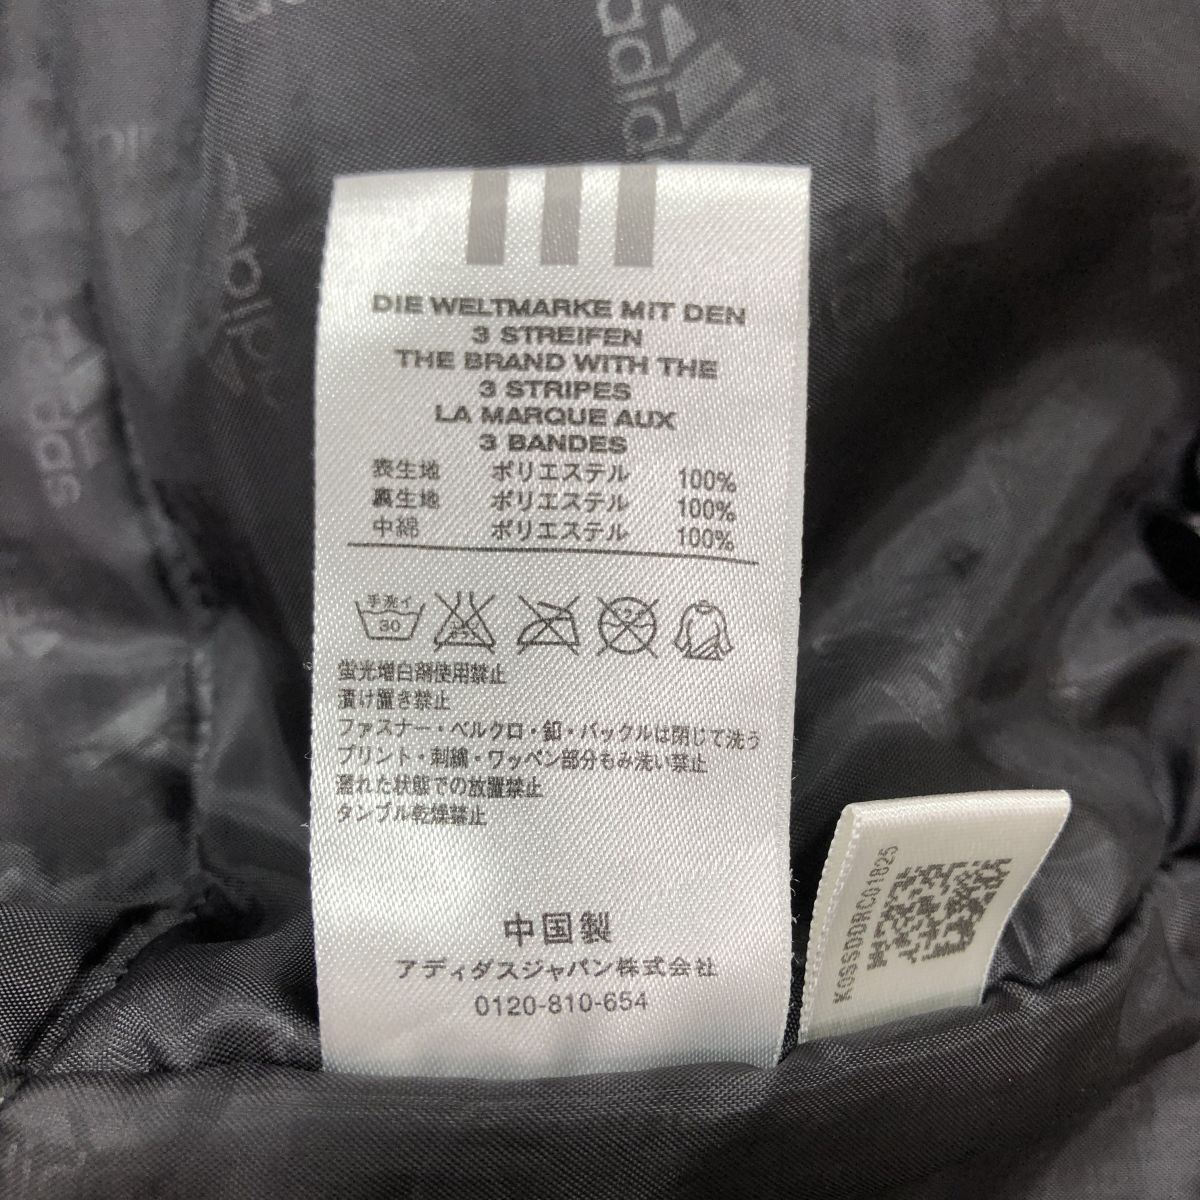 adidas
DIE WELTMARKE MIT DEN
3 STREIFEN
THE BRAND WITH THE
3 STRIPES
LA MARQUE AUX
3 BANDES
表生地 ポリエステル 100%
裏生地 ポリエステル 100%
中綿 ポリエステル 100%
手洗イ
30
エンソ
蛍光増白剤使用禁止
漬け置き禁止
ファスナー・ベルクロ・釦・バックルは閉じて洗う
プリント・刺繍・ワッペン部分もみ洗い禁止
濡れた状態での放置禁止
タンブル乾燥禁止
中国製
アディダスジャパン株式会社
0120-810-654
K0SSDDRC01825